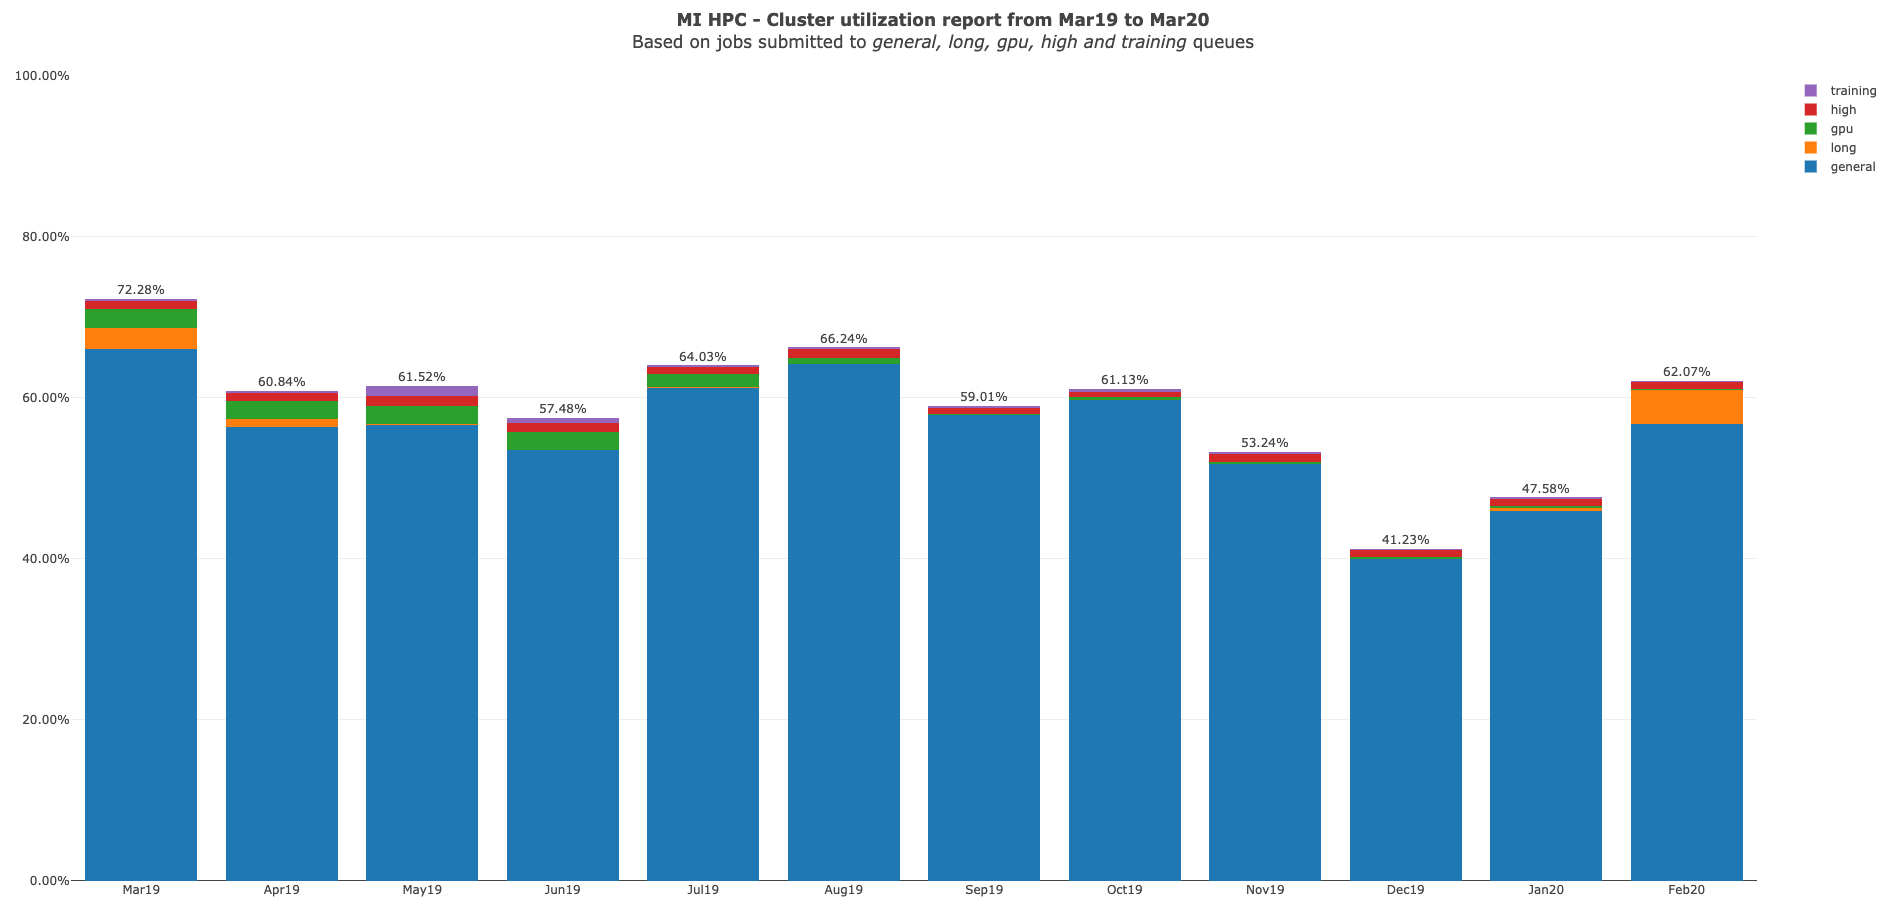 MI HPC - Cluster utilization report from Mar19 to Mar20
Based on jobs submitted to general, long, gpu, high and training queues
100.00%
80.00%
60.00%
40.00%
20.00%
0.00%
training
high
gpu
long
general
72.28%
60.84%
61.52%
57.48%
64.03%
66.24%
59.01%
61.13%
53.24%
41.23%
47.58%
62.07%
Mar19
Apr19
May19
Jun19
Jul19
Aug19
Sep19
Oct19
Nov19
Dec19
Jan20
Feb20